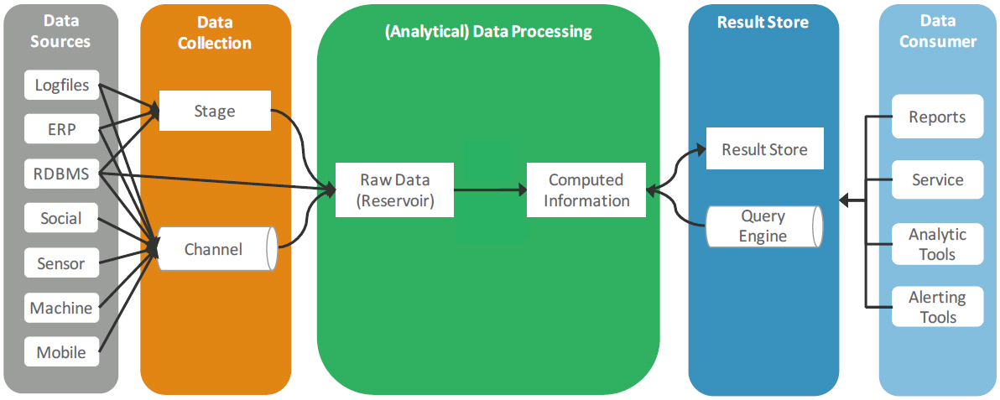 Data
Sources
Logfiles
ERP
RDBMS
Social
Sensor
Machine
Mobile
Data
Collection
Stage
Channel
(Analytical) Data Processing
Raw Data
(Reservoir)
Computed
Information
Result Store
Result Store
Query
Engine
Data
Consumer
Reports
Service
Analytic
Tools
Alerting
Tools